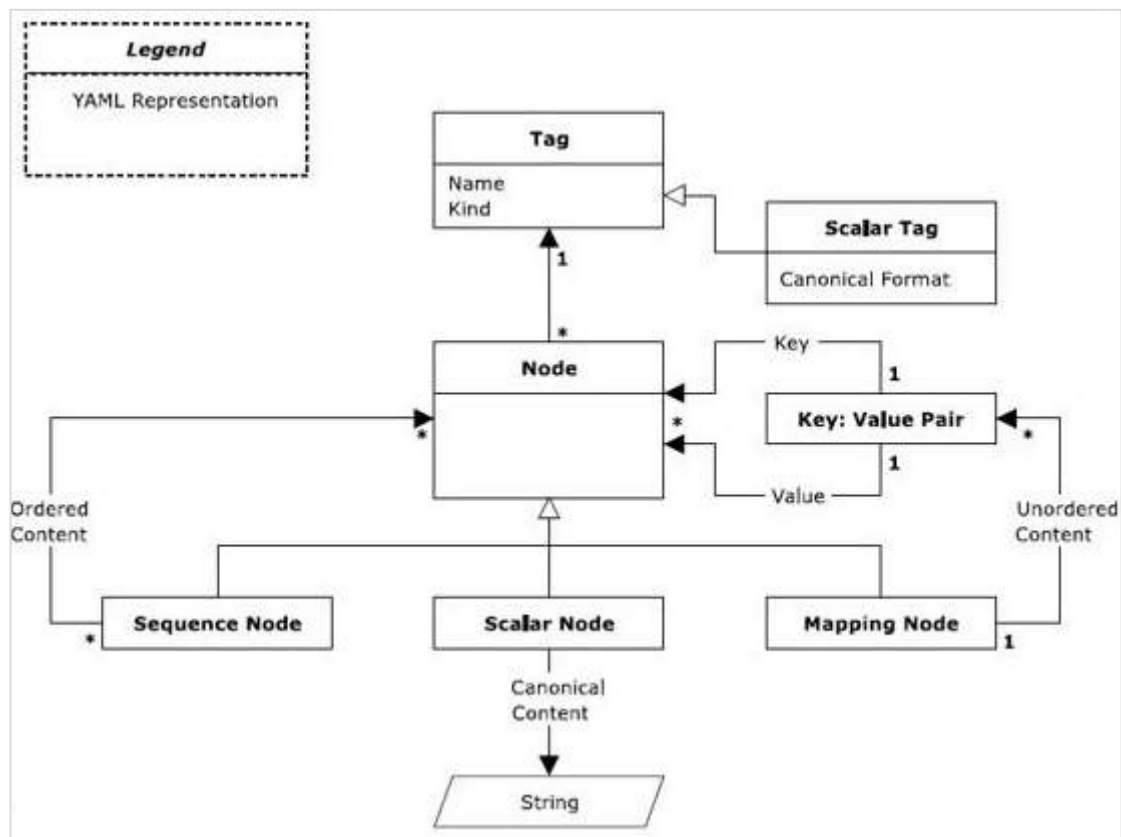 Legend
YAML Representation
Tag
Name
Kind
Scalar Tag
Canonical Format
1
*
Node
Key
1
*
Key: Value Pair
*
*
1
Value
Ordered
Content
Unordered
Content
Sequence Node
*
Scalar Node
Mapping Node
1
Canonical
Content
String